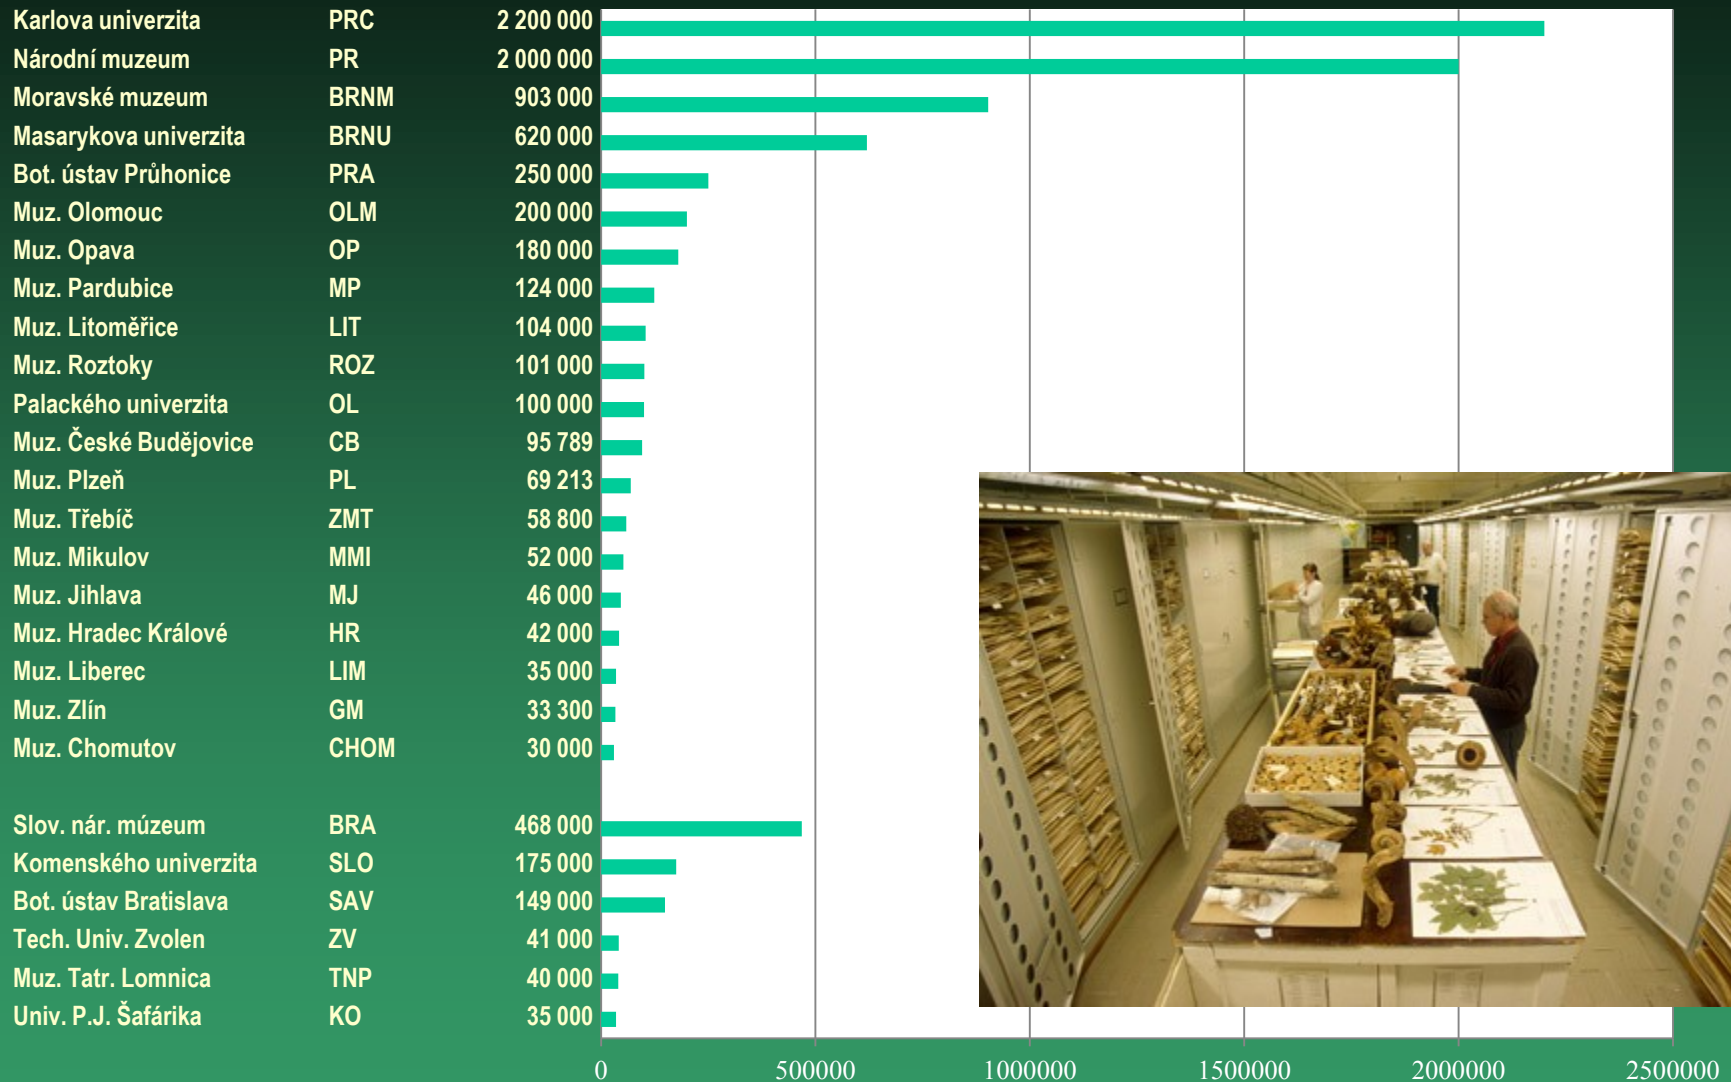 Karlova univerzita PRC 2 200 000
Národní muzeum PR 2 000 000
Moravské muzeum BRNM 903 000
Masarykova univerzita BRNU 620 000
Bot. ústav Průhonice PRA 250 000
Muz. Olomouc OLM 200 000
Muz. Opava OP 180 000
Muz. Pardubice MP 124 000
Muz. Litoměřice LIT 104 000
Muz. Roztoky ROZ 101 000
Palackého univerzita OL 100 000
Muz. České Budějovice CB 95 789
Muz. Plzeň PL 69 213
Muz. Třebíč ZMT 58 800
Muz. Mikulov MMI 52 000
Muz. Jihlava MJ 46 000
Muz. Hradec Králové HR 42 000
Muz. Liberec LIM 35 000
Muz. Zlín GM 33 300
Muz. Chomutov CHOM 30 000
Slov. nár. múzeum BRA 468 000
Komenského univerzita SLO 175 000
Bot. ústav Bratislava SAV 149 000
Tech. Univ. Zvolen ZV 41 000
Muz. Tatr. Lomnica TNP 40 000
Univ. P.J. Šafárika KO 35 000
0 500000 1000000 1500000 2000000 2500000